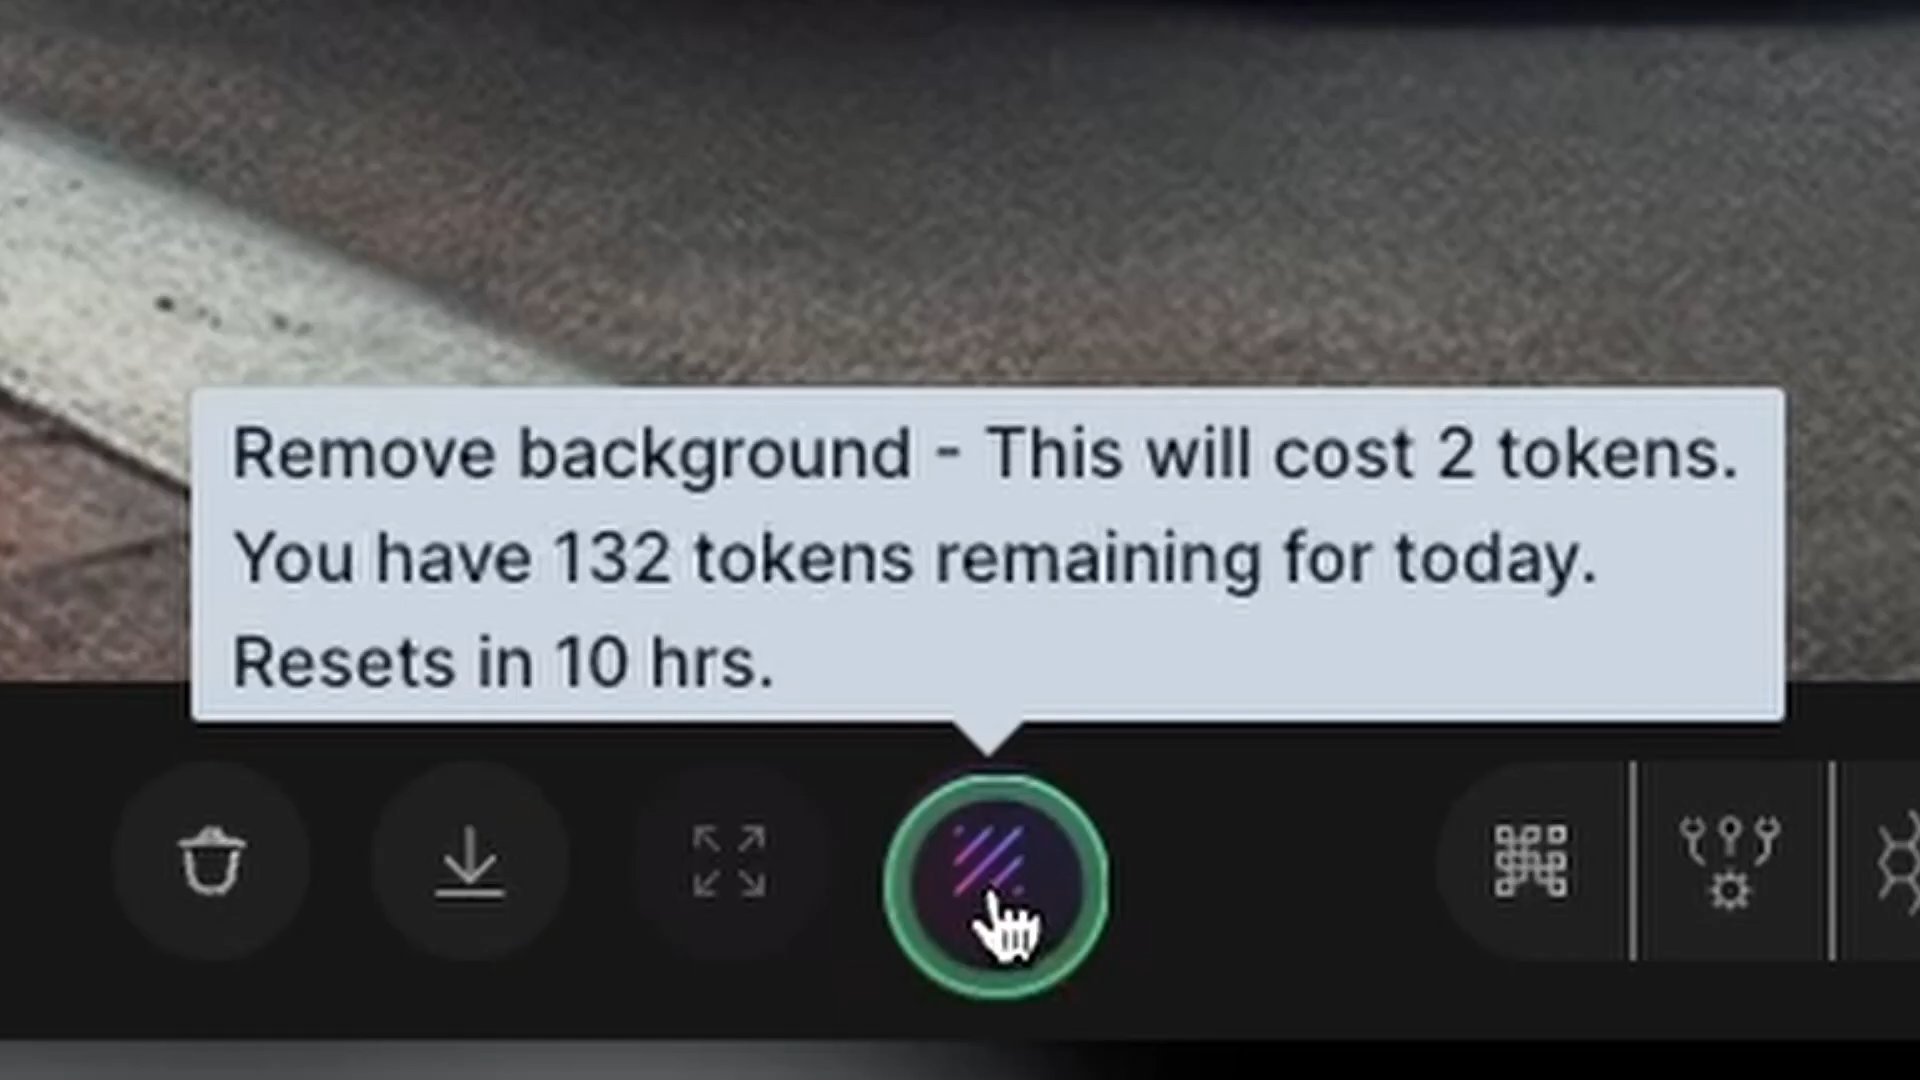 Remove background - This will cost 2 tokens.
You have 132 tokens remaining for today.
Resets in 10 hrs.